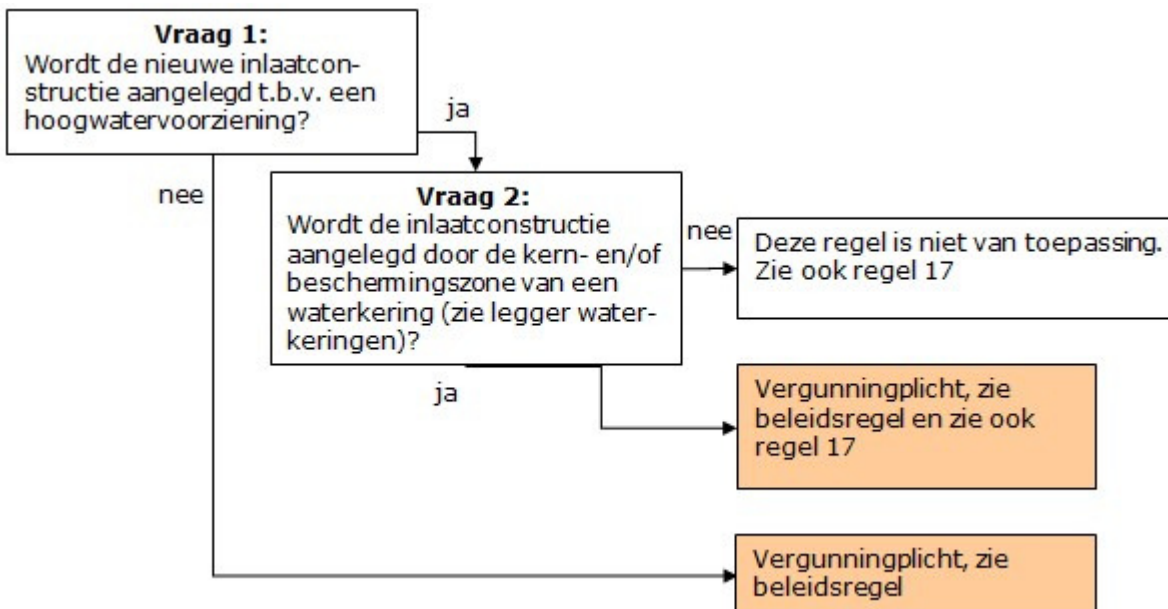 Vraag 1:
Wordt de nieuwe inlaatcon-
structie aangelegd t.b.v. een
hoogwatervoorziening?
ja
nee
Vraag 2:
Wordt de inlaatconstructie
aangelegd door de kern- en/of
beschermingszone van een
waterkering (zie legger water-
keringen)?
nee
Deze regel is niet van toepassing.
Zie ook regel 17
ja
Vergunningplicht, zie
beleidsregel en zie ook
regel 17
Vergunningplicht, zie
beleidsregel